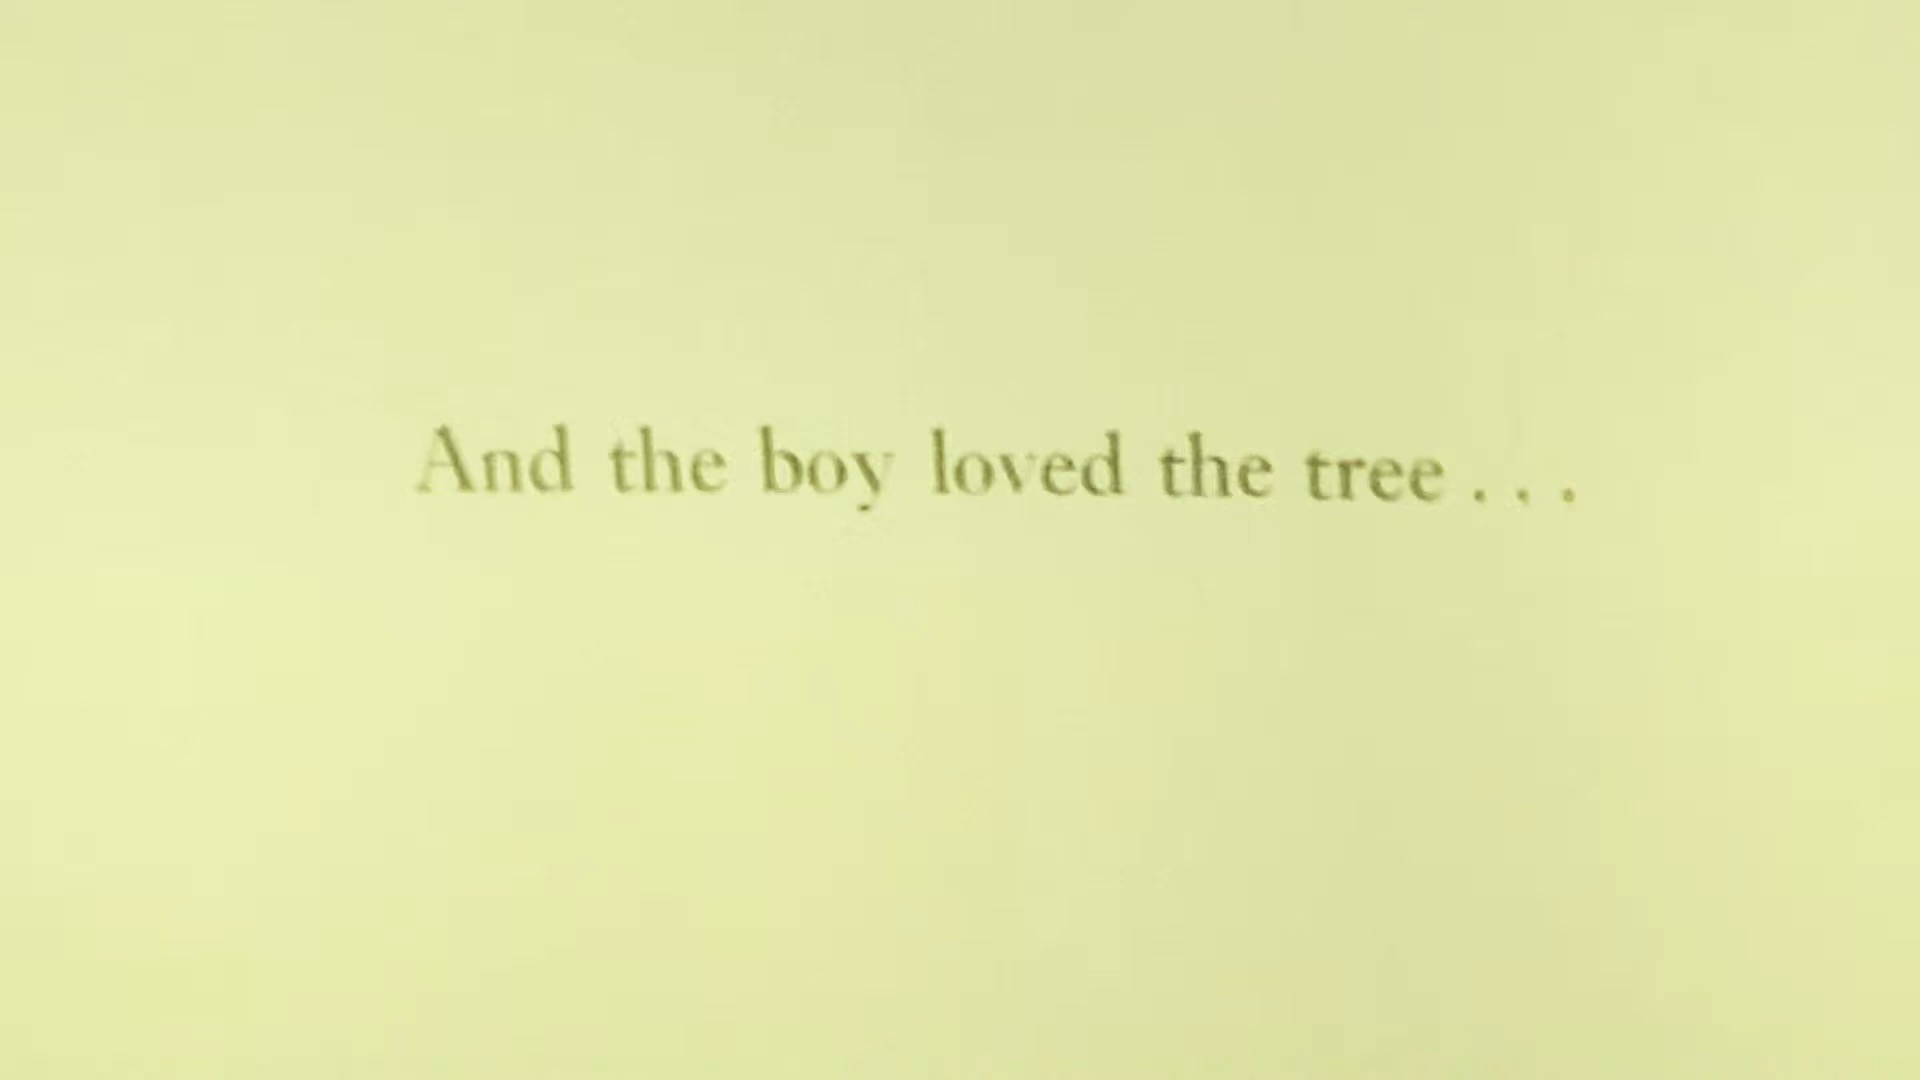 And the boy loved the tree . . .